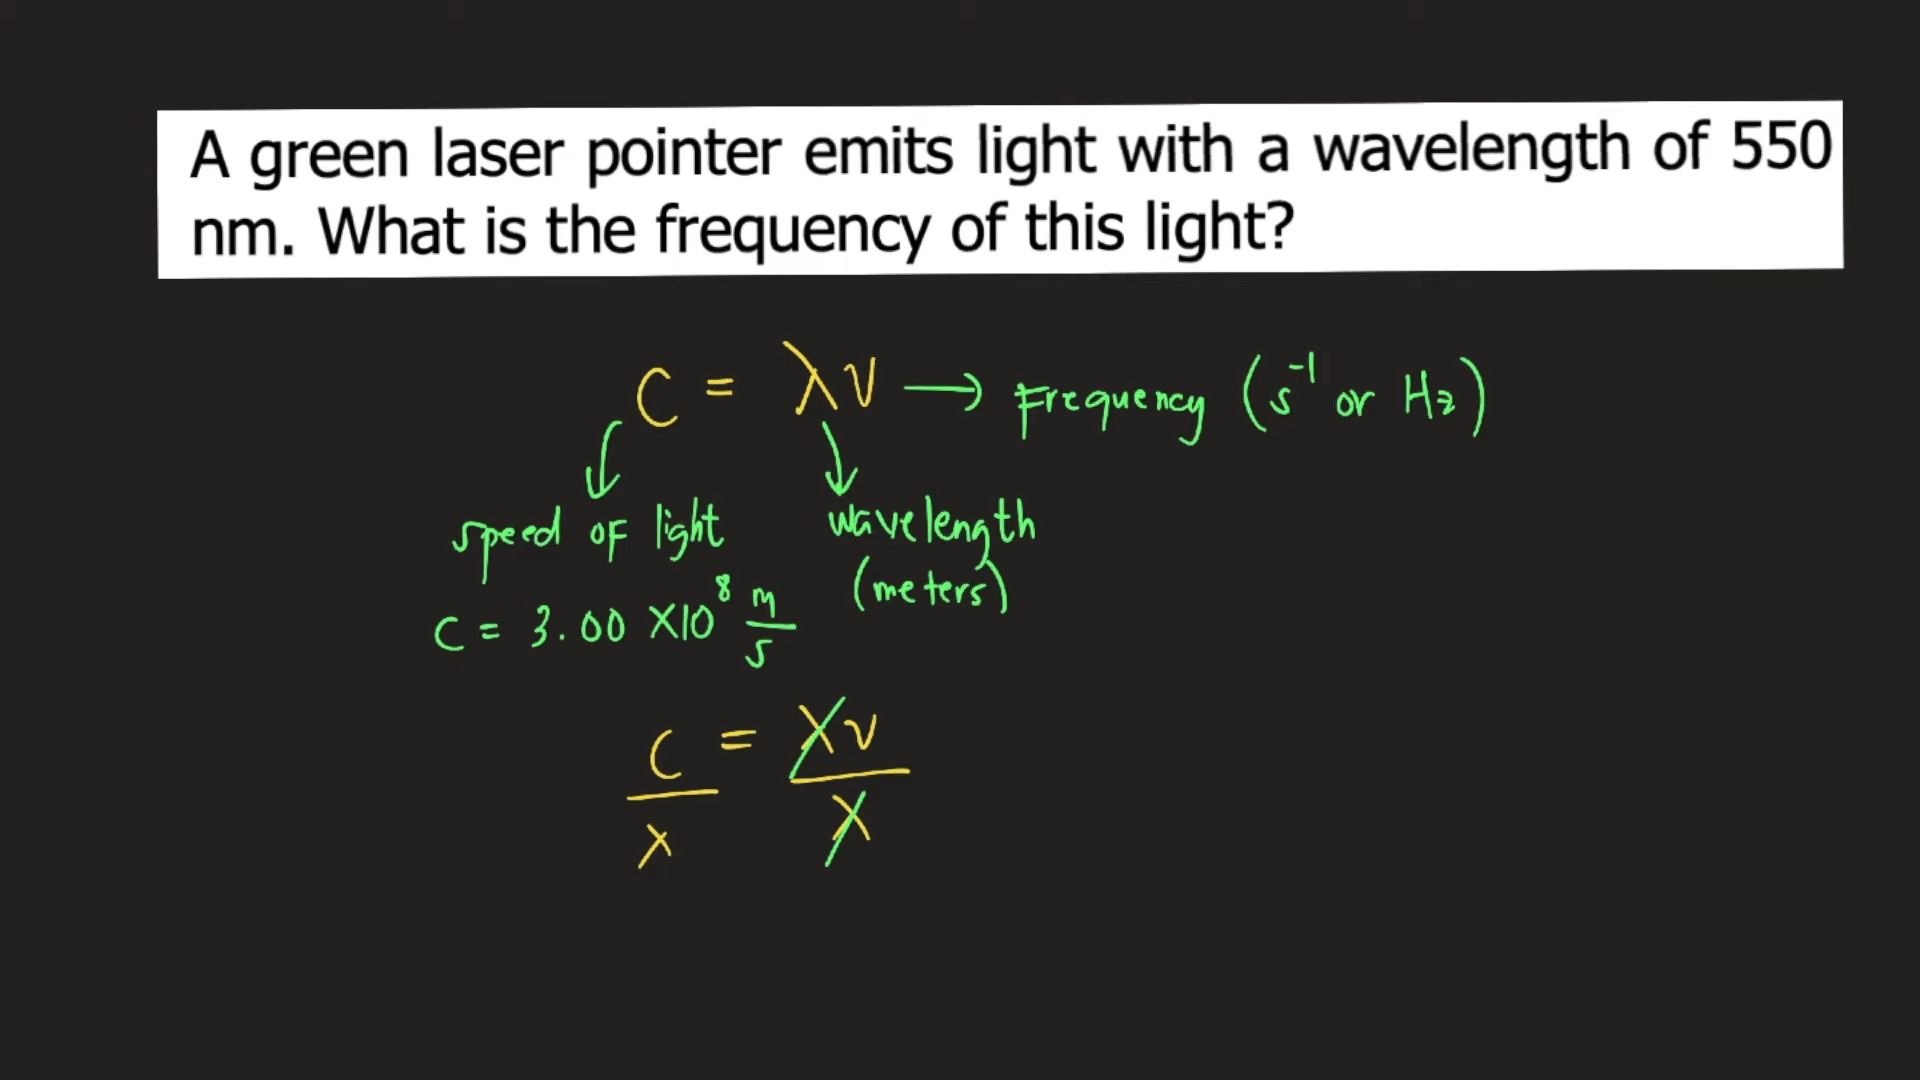 A green laser pointer emits light with a wavelength of 550
nm. What is the frequency of this light?
C = λν → Frequency (s⁻¹ or Hz)
speed of light
wavelength
(meters)
C = 3.00 x10⁸ m/s
C/λ = λν/λ